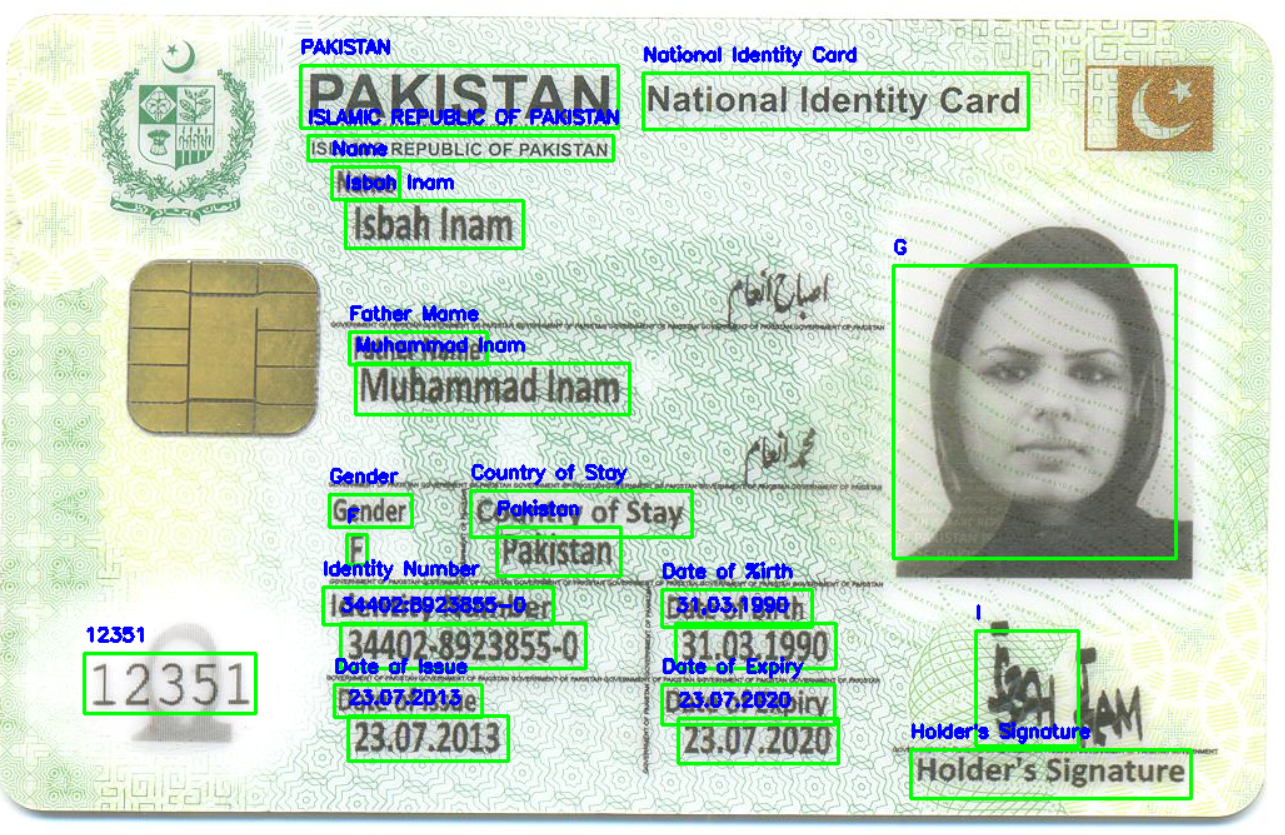 PAKISTAN
National Identity Card
PAKISTAN
National Identity Card
ISLAMIC REPUBLIC OF PAKISTAN
ISLAMIC REPUBLIC OF PAKISTAN
Name
Name
Isbah Inam
Isbah Inam
اصباح انعام
Father Mame
Father Name
Muhammad Inam
Muhammad Inam
محمد انعام
G
Gender
Country of Stay
Gender
Country of Stay
F
Pakistan
F
Pakistan
Identity Number
Date of %irth
Identity Number
Date of Birth
34402:8923855-0
31.03.1990
34402-8923855-0
31.03.1990
12351
12351
Date af Issue
Date of Expiry
Date of Issue
Date of Expiry
23.07.2013
23.07.2020
23.07.2013
23.07.2020
I
Holder's Signature
Holder's Signature